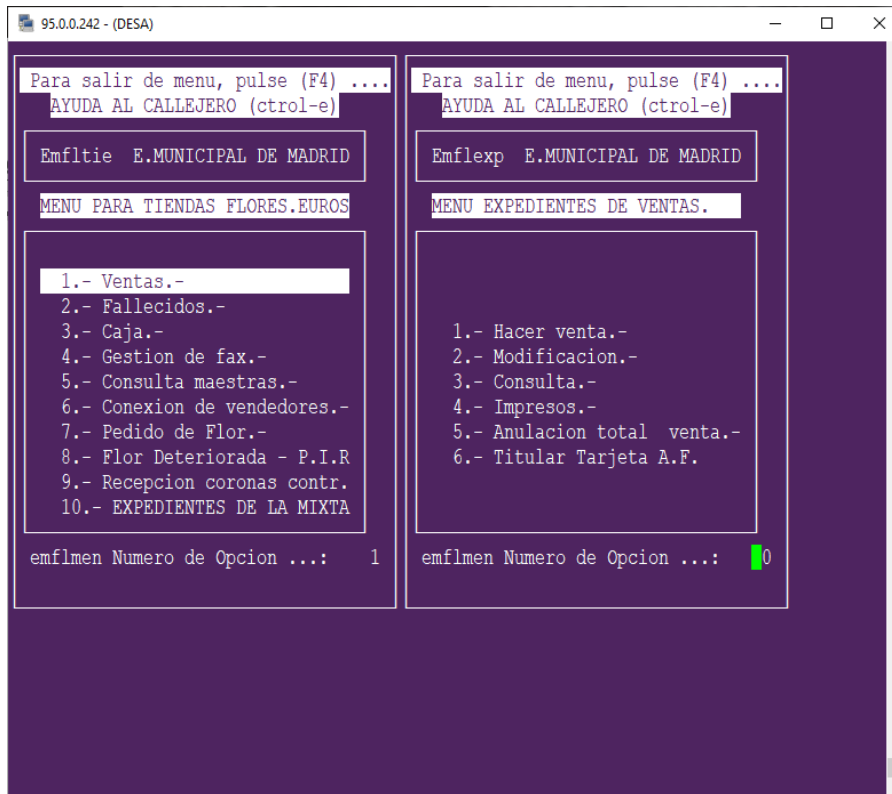 95.0.0.242 - (DESA)
Para salir de menu, pulse (F4) ....
AYUDA AL CALLEJERO (ctrol-e)
Emfltie E.MUNICIPAL DE MADRID
MENU PARA TIENDAS FLORES.EUROS
1.- Ventas.-
2.- Fallecidos.-
3.- Caja.-
4.- Gestion de fax.-
5.- Consulta maestras.-
6.- Conexion de vendedores.-
7.- Pedido de Flor.-
8.- Flor Deteriorada - P.I.R
9.- Recepcion coronas contr.
10.- EXPEDIENTES DE LA MIXTA
emflmen Numero de Opcion ...: 1
Para salir de menu, pulse (F4) ....
AYUDA AL CALLEJERO (ctrol-e)
Emflexp E.MUNICIPAL DE MADRID
MENU EXPEDIENTES DE VENTAS.
1.- Hacer venta.-
2.- Modificacion.-
3.- Consulta.-
4.- Impresos.-
5.- Anulacion total venta.-
6.- Titular Tarjeta A.F.
emflmen Numero de Opcion ...: 0